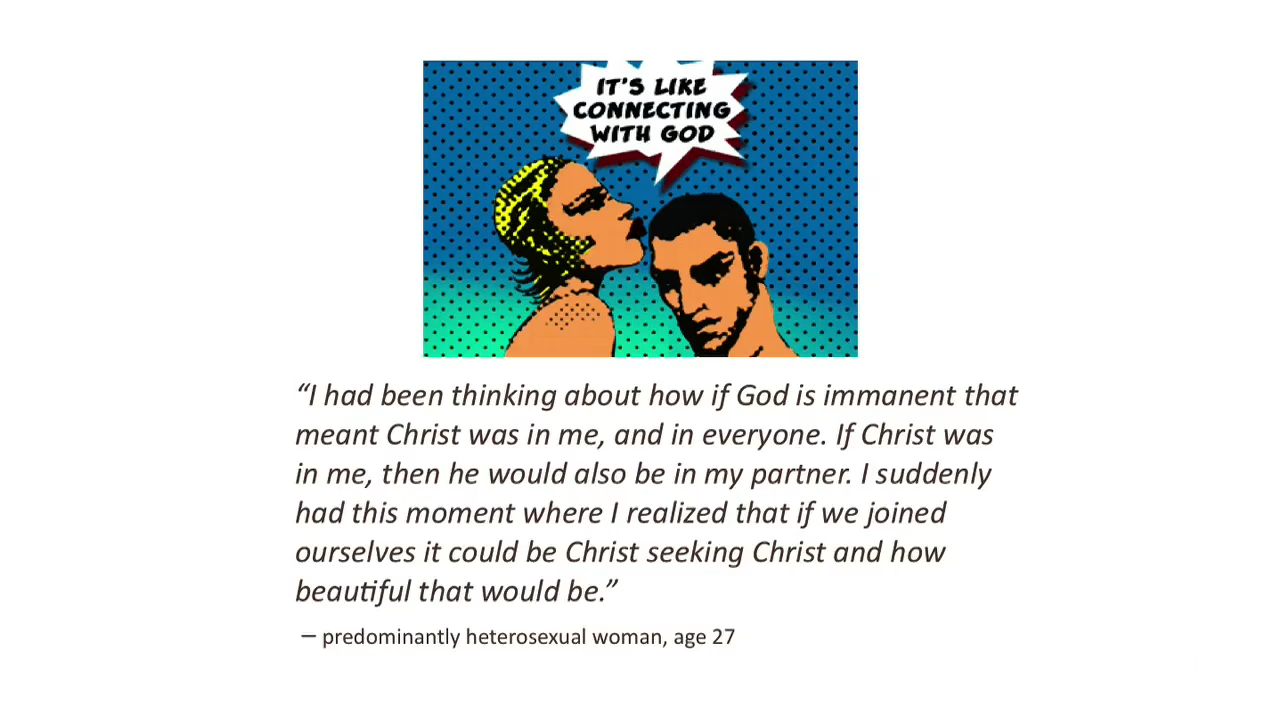 IT'S LIKE
CONNECTING
WITH GOD
“I had been thinking about how if God is immanent that
meant Christ was in me, and in everyone. If Christ was
in me, then he would also be in my partner. I suddenly
had this moment where I realized that if we joined
ourselves it could be Christ seeking Christ and how
beautiful that would be.”
– predominantly heterosexual woman, age 27